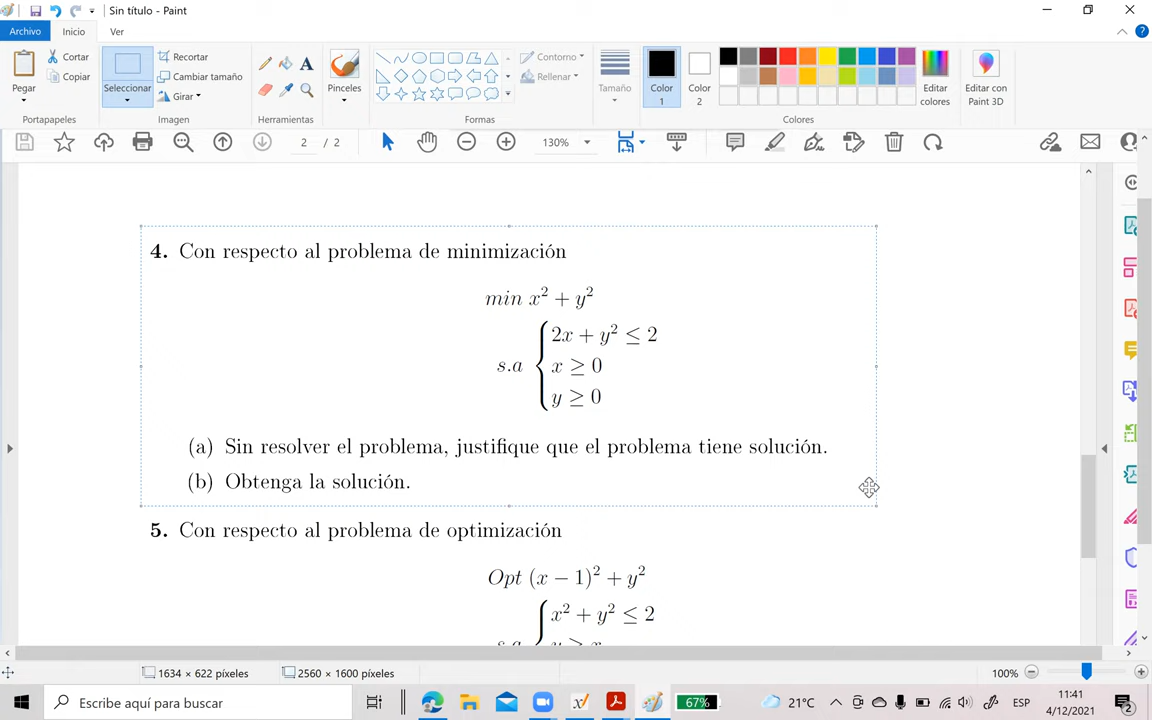 Sin título - Paint
Archivo Inicio Ver
Pegar
Cortar
Copiar
Portapapeles
Seleccionar
Recortar
Cambiar tamaño
Girar
Imagen
A
Herramientas
Pinceles
Contorno
Rellenar
Formas
Tamaño
Color 1
Color 2
Editar colores
Colores
Editar con Paint 3D
2 / 2
130%
4. Con respecto al problema de minimización
min x² + y²
s.a { 2x + y² ≤ 2
x ≥ 0
y ≥ 0
(a) Sin resolver el problema, justifique que el problema tiene solución.
(b) Obtenga la solución.
5. Con respecto al problema de optimización
Opt (x − 1)² + y²
x² + y² ≤ 2
1634 × 622 píxeles
2560 × 1600 píxeles
100%
Escribe aquí para buscar
67%
21°C
ESP
11:41
4/12/2021
2